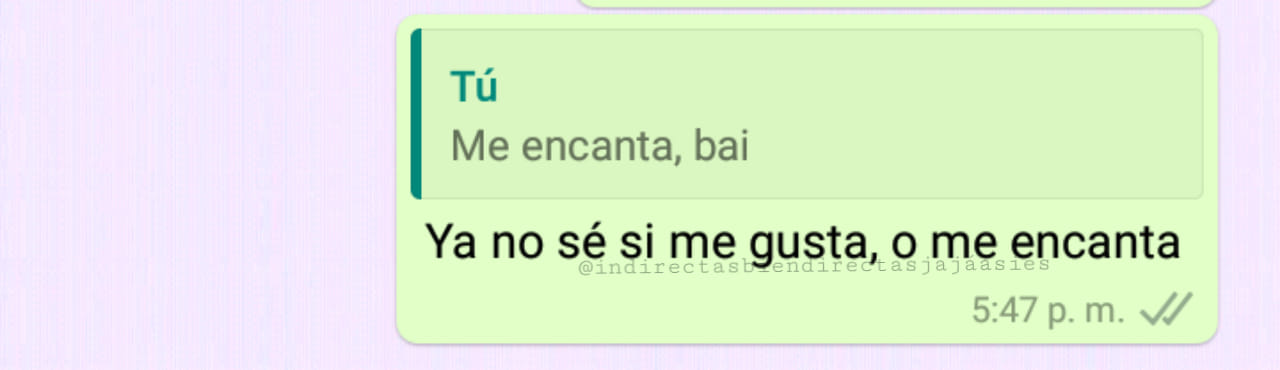 Tú
Me encanta, bai
Ya no sé si me gusta, o me encanta
@indirectasbiendirectasjajaasies
5:47 p. m.